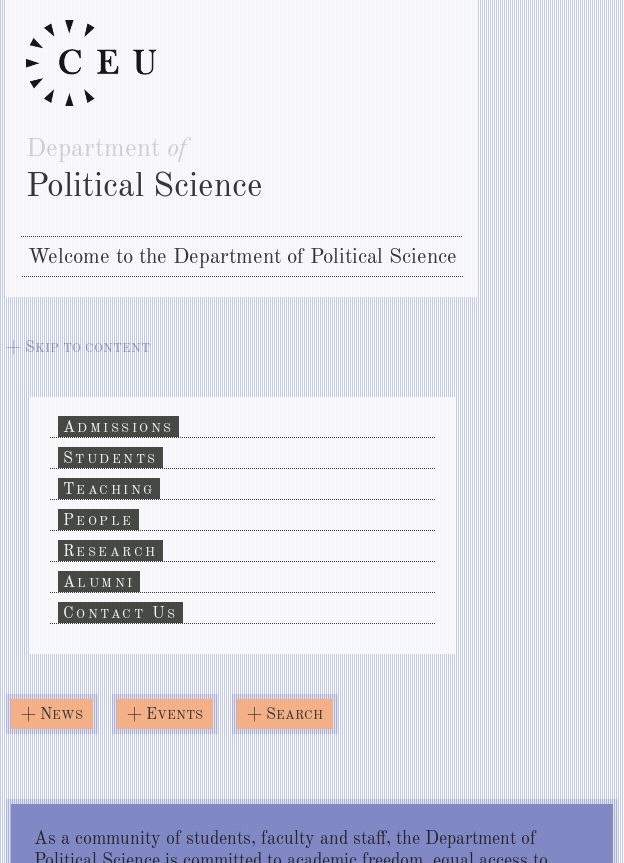 CEU
Department of
Political Science
Welcome to the Department of Political Science
+ Skip to content
Admissions
Students
Teaching
People
Research
Alumni
Contact Us
+ News
+ Events
+ Search
As a community of students, faculty and staff, the Department of
Political Science is committed to academic freedom, equal access to